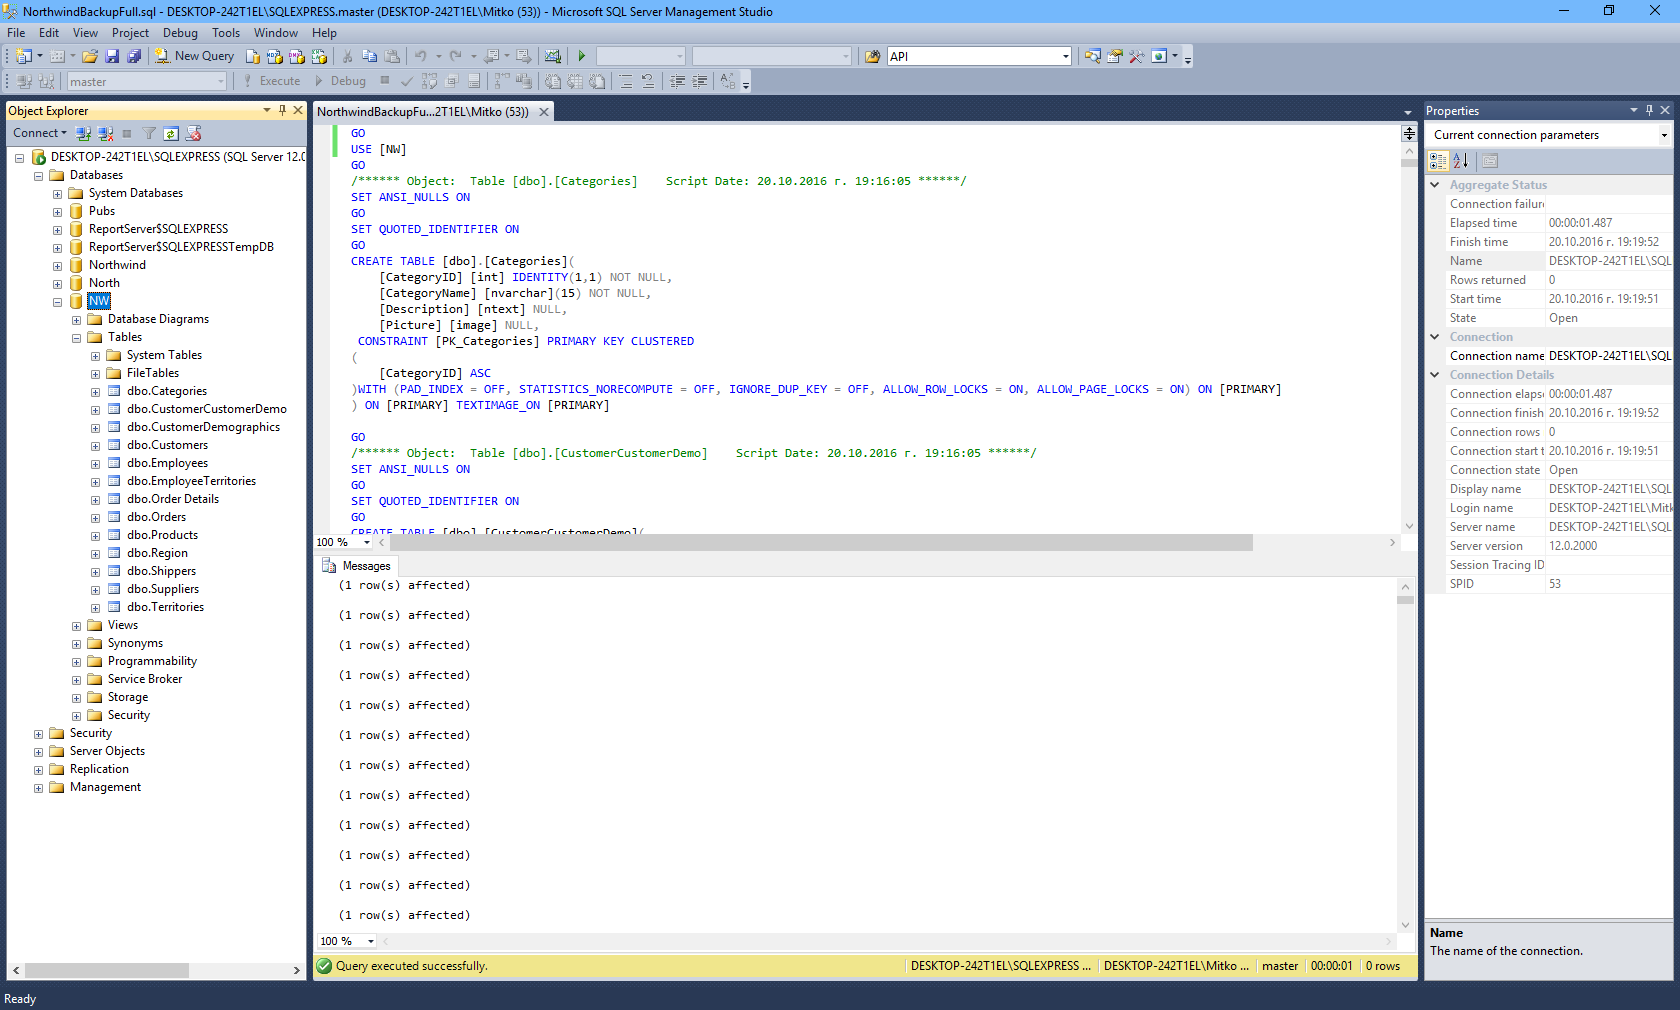 NorthwindBackupFull.sql - DESKTOP-242T1EL\SQLEXPRESS.master (DESKTOP-242T1EL\Mitko (53)) - Microsoft SQL Server Management Studio
File Edit View Project Debug Tools Window Help
New Query
API
master
Execute
Debug
Object Explorer
Connect
DESKTOP-242T1EL\SQLEXPRESS (SQL Server 12.0
Databases
System Databases
Pubs
ReportServer$SQLEXPRESS
ReportServer$SQLEXPRESSTempDB
Northwind
North
NW
Database Diagrams
Tables
System Tables
FileTables
dbo.Categories
dbo.CustomerCustomerDemo
dbo.CustomerDemographics
dbo.Customers
dbo.Employees
dbo.EmployeeTerritories
dbo.Order Details
dbo.Orders
dbo.Products
dbo.Region
dbo.Shippers
dbo.Suppliers
dbo.Territories
Views
Synonyms
Programmability
Service Broker
Storage
Security
Security
Server Objects
Replication
Management
NorthwindBackupFu...2T1EL\Mitko (53))
GO
USE [NW]
GO
/****** Object:  Table [dbo].[Categories]    Script Date: 20.10.2016 г. 19:16:05 ******/
SET ANSI_NULLS ON
GO
SET QUOTED_IDENTIFIER ON
GO
CREATE TABLE [dbo].[Categories](
[CategoryID] [int] IDENTITY(1,1) NOT NULL,
[CategoryName] [nvarchar](15) NOT NULL,
[Description] [ntext] NULL,
[Picture] [image] NULL,
CONSTRAINT [PK_Categories] PRIMARY KEY CLUSTERED
(
[CategoryID] ASC
)WITH (PAD_INDEX = OFF, STATISTICS_NORECOMPUTE = OFF, IGNORE_DUP_KEY = OFF, ALLOW_ROW_LOCKS = ON, ALLOW_PAGE_LOCKS = ON) ON [PRIMARY]
) ON [PRIMARY] TEXTIMAGE_ON [PRIMARY]
GO
/****** Object:  Table [dbo].[CustomerCustomerDemo]    Script Date: 20.10.2016 г. 19:16:05 ******/
SET ANSI_NULLS ON
GO
SET QUOTED_IDENTIFIER ON
GO
CREATE TABLE [dbo].[CustomerCustomerDemo](
100 %
Messages
(1 row(s) affected)
(1 row(s) affected)
(1 row(s) affected)
(1 row(s) affected)
(1 row(s) affected)
(1 row(s) affected)
(1 row(s) affected)
(1 row(s) affected)
(1 row(s) affected)
(1 row(s) affected)
(1 row(s) affected)
(1 row(s) affected)
100 %
Query executed successfully.
DESKTOP-242T1EL\SQLEXPRESS ... DESKTOP-242T1EL\Mitko ... master 00:00:01 0 rows
Properties
Current connection parameters
Aggregate Status
Connection failur
Elapsed time 00:00:01.487
Finish time 20.10.2016 г. 19:19:52
Name DESKTOP-242T1EL\SQL
Rows returned 0
Start time 20.10.2016 г. 19:19:51
State Open
Connection
Connection name DESKTOP-242T1EL\SQL
Connection Details
Connection elaps 00:00:01.487
Connection finish 20.10.2016 г. 19:19:52
Connection rows 0
Connection start t 20.10.2016 г. 19:19:51
Connection state Open
Display name DESKTOP-242T1EL\SQL
Login name DESKTOP-242T1EL\Mitk
Server name DESKTOP-242T1EL\SQL
Server version 12.0.2000
Session Tracing ID
SPID 53
Name
The name of the connection.
Ready